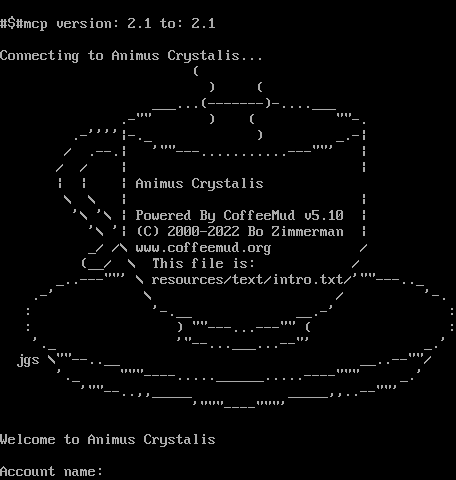 #$#mcp version: 2.1 to: 2.1
Connecting to Animus Crystalis...
Animus Crystalis
Powered By CoffeeMud v5.10
(C) 2000-2022 Bo Zimmerman
www.coffeemud.org
This file is:
resources/text/intro.txt
jgs
Welcome to Animus Crystalis
Account name: